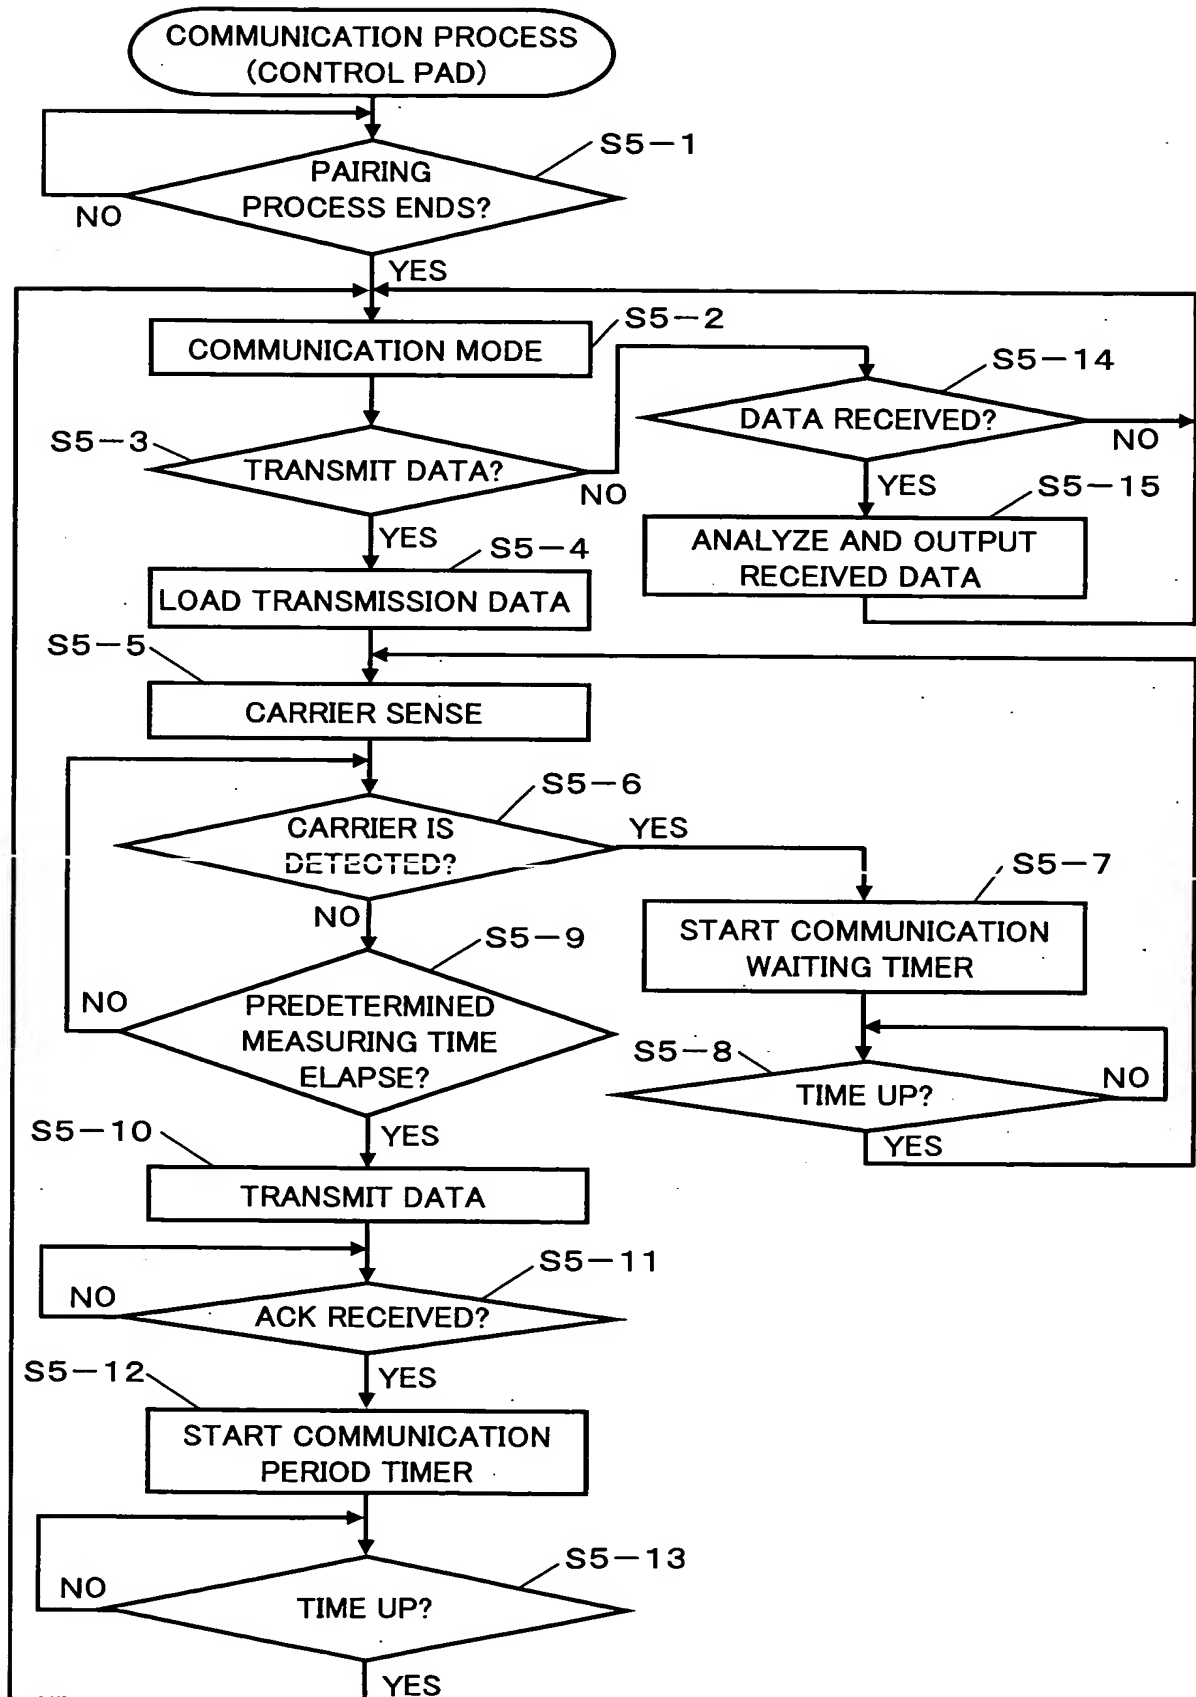 COMMUNICATION PROCESS
(CONTROL PAD)
S5-1
PAIRING
PROCESS ENDS?
NO
YES
S5-2
COMMUNICATION MODE
S5-14
DATA RECEIVED?
NO
S5-3
TRANSMIT DATA?
NO
YES
S5-15
ANALYZE AND OUTPUT
RECEIVED DATA
YES
S5-4
LOAD TRANSMISSION DATA
S5-5
CARRIER SENSE
S5-6
CARRIER IS
DETECTED?
YES
NO
S5-7
START COMMUNICATION
WAITING TIMER
S5-9
PREDETERMINED
MEASURING TIME
ELAPSE?
NO
S5-8
TIME UP?
NO
YES
YES
S5-10
TRANSMIT DATA
S5-11
ACK RECEIVED?
NO
YES
S5-12
START COMMUNICATION
PERIOD TIMER
S5-13
TIME UP?
NO
YES